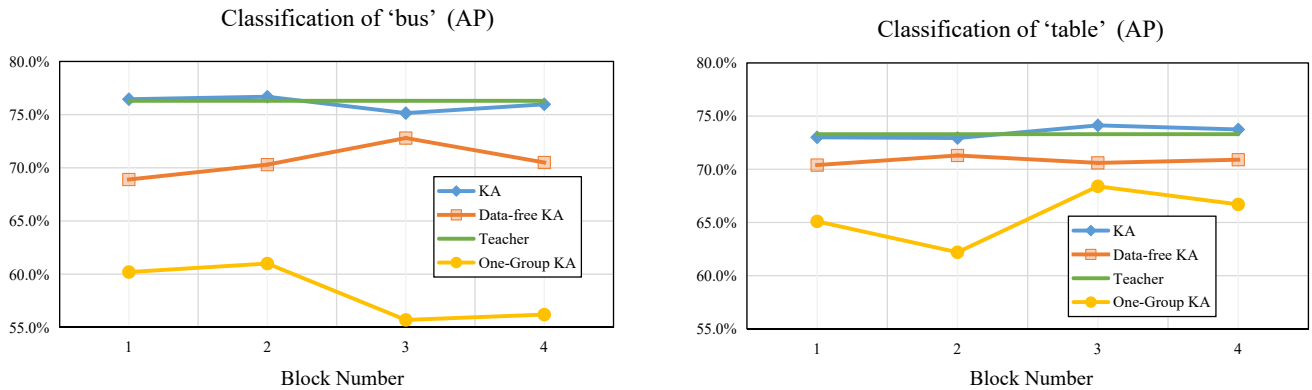 Classification of ‘bus’ (AP)
80.0%
75.0%
70.0%
65.0%
60.0%
55.0%
KA
Data-free KA
Teacher
One-Group KA
1 2 3 4
Block Number
Classification of ‘table’ (AP)
80.0%
75.0%
70.0%
65.0%
60.0%
55.0%
KA
Data-free KA
Teacher
One-Group KA
1 2 3 4
Block Number